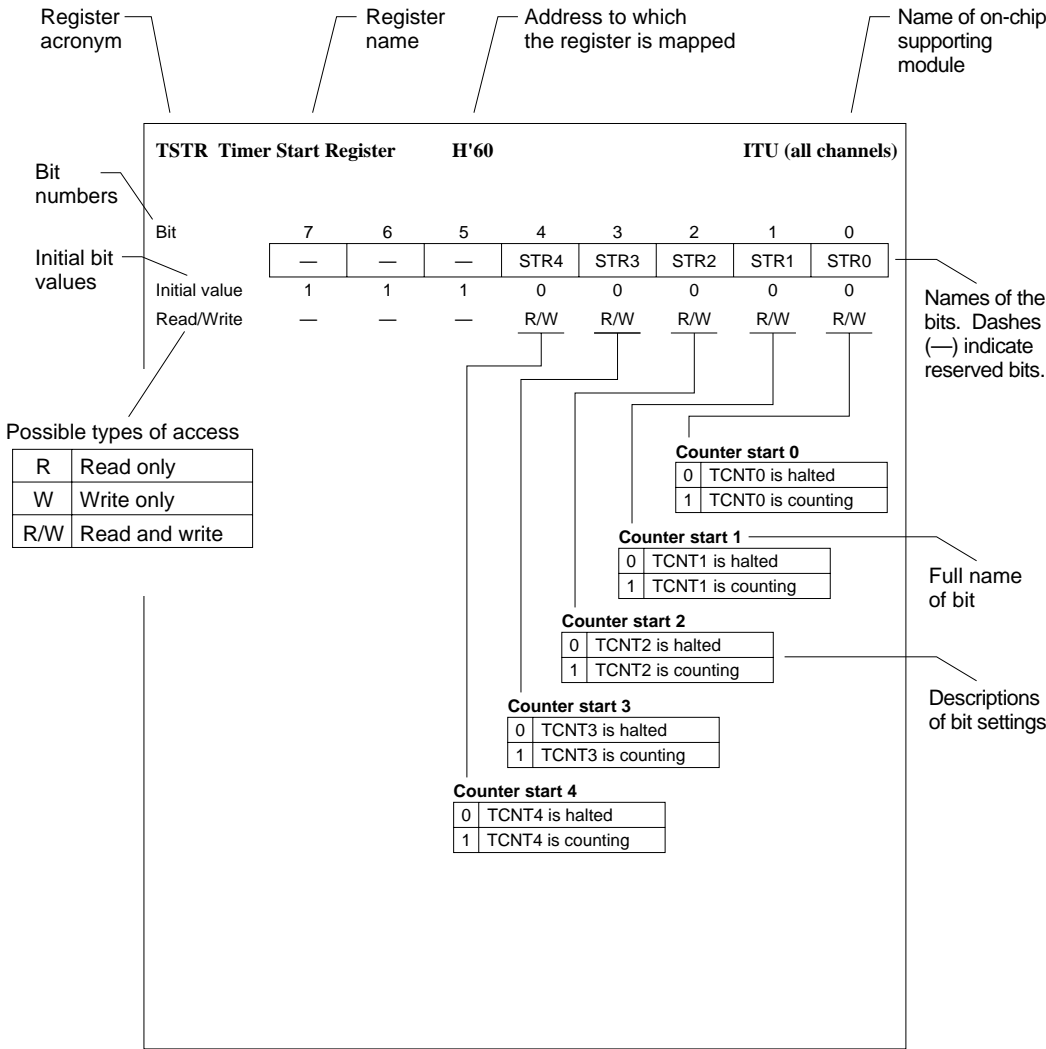 Register
acronym
Register
name
Address to which
the register is mapped
Name of on-chip
supporting
module
TSTR Timer Start Register H'60 ITU (all channels)
Bit
numbers
Bit 7 6 5 4 3 2 1 0
— — — STR4 STR3 STR2 STR1 STR0
Initial bit
values
Initial value 1 1 1 0 0 0 0 0
Read/Write — — — R/W R/W R/W R/W R/W
Names of the
bits. Dashes
(—) indicate
reserved bits.
Possible types of access
R Read only
W Write only
R/W Read and write
Counter start 0
0 TCNT0 is halted
1 TCNT0 is counting
Counter start 1
0 TCNT1 is halted
1 TCNT1 is counting
Full name
of bit
Counter start 2
0 TCNT2 is halted
1 TCNT2 is counting
Descriptions
of bit settings
Counter start 3
0 TCNT3 is halted
1 TCNT3 is counting
Counter start 4
0 TCNT4 is halted
1 TCNT4 is counting